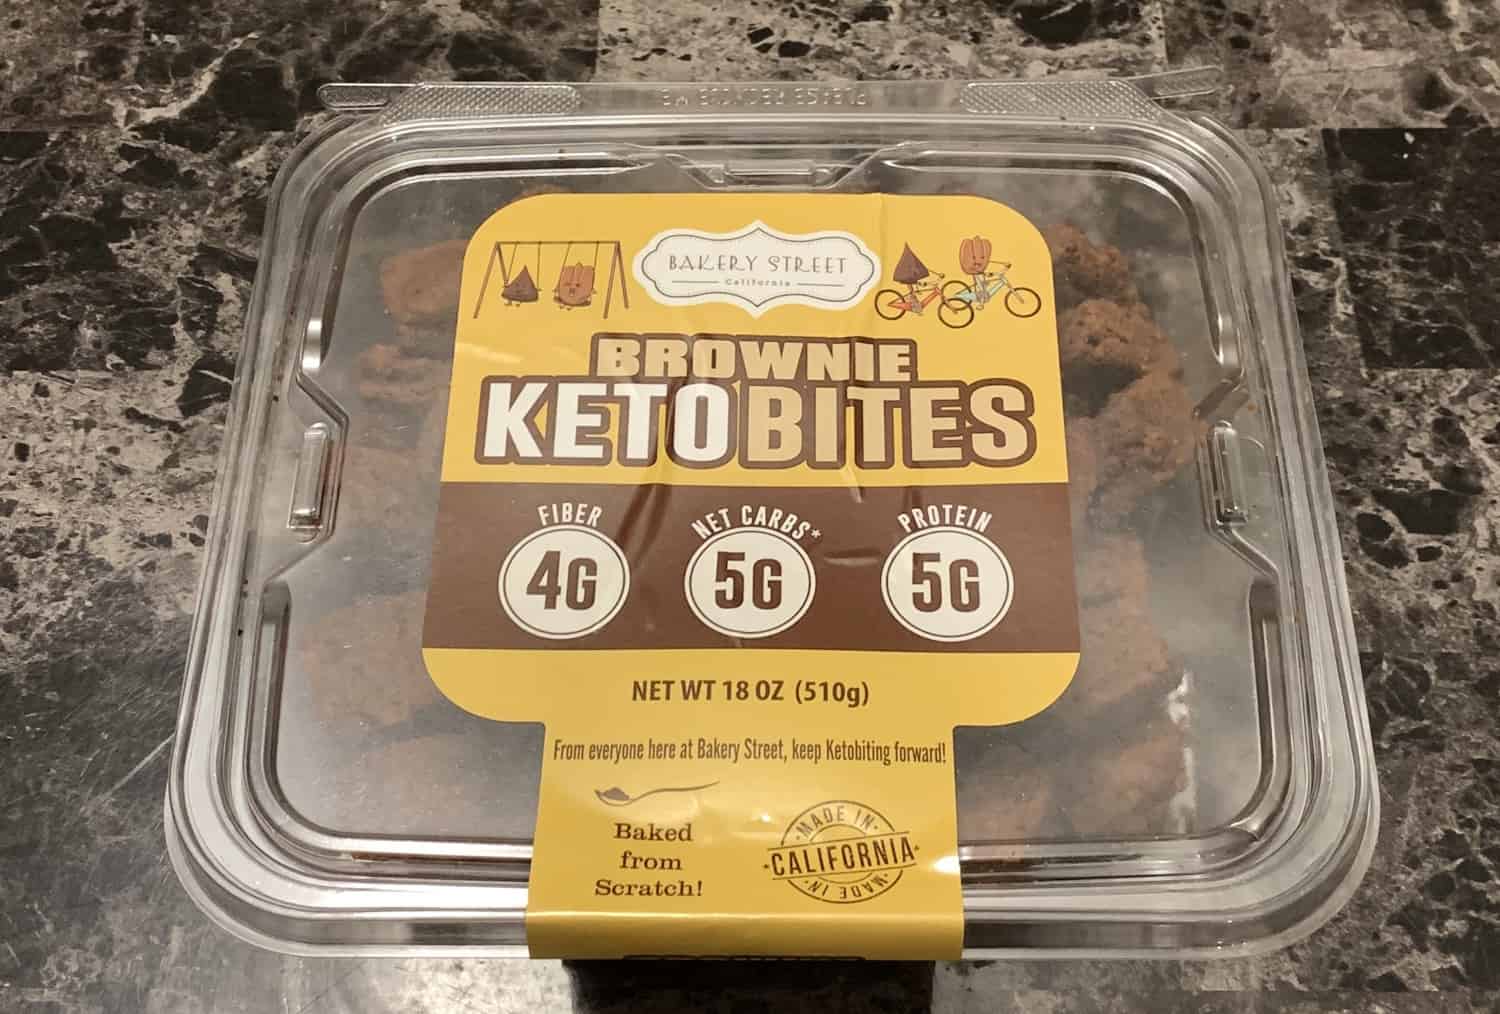 BAKERY STREET
California
BROWNIE
KETOBITES
FIBER
4G
NET CARBS*
5G
PROTEIN
5G
NET WT 18 OZ (510g)
From everyone here at Bakery Street, keep Ketobiting forward!
Baked
from
Scratch!
MADE IN
CALIFORNIA
MADE IN